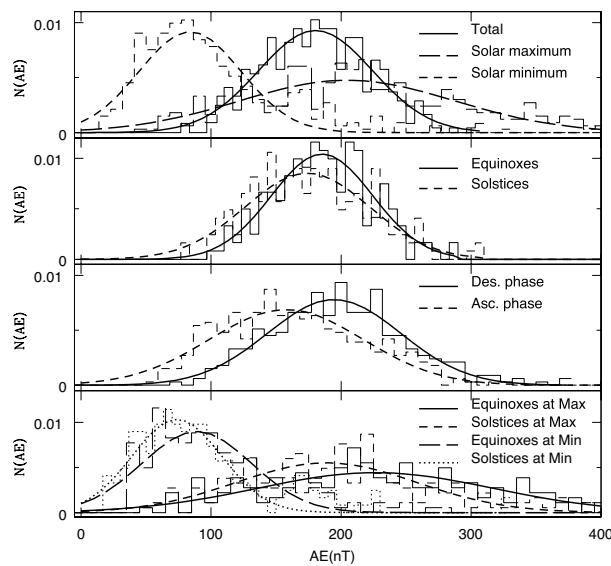 0.01
N(AE)
0
Total
Solar maximum
Solar minimum
0.01
N(AE)
0
Equinoxes
Solstices
0.01
N(AE)
0
Des. phase
Asc. phase
0.01
N(AE)
0
Equinoxes at Max
Solstices at Max
Equinoxes at Min
Solstices at Min
0 100 200 300 400
AE(nT)